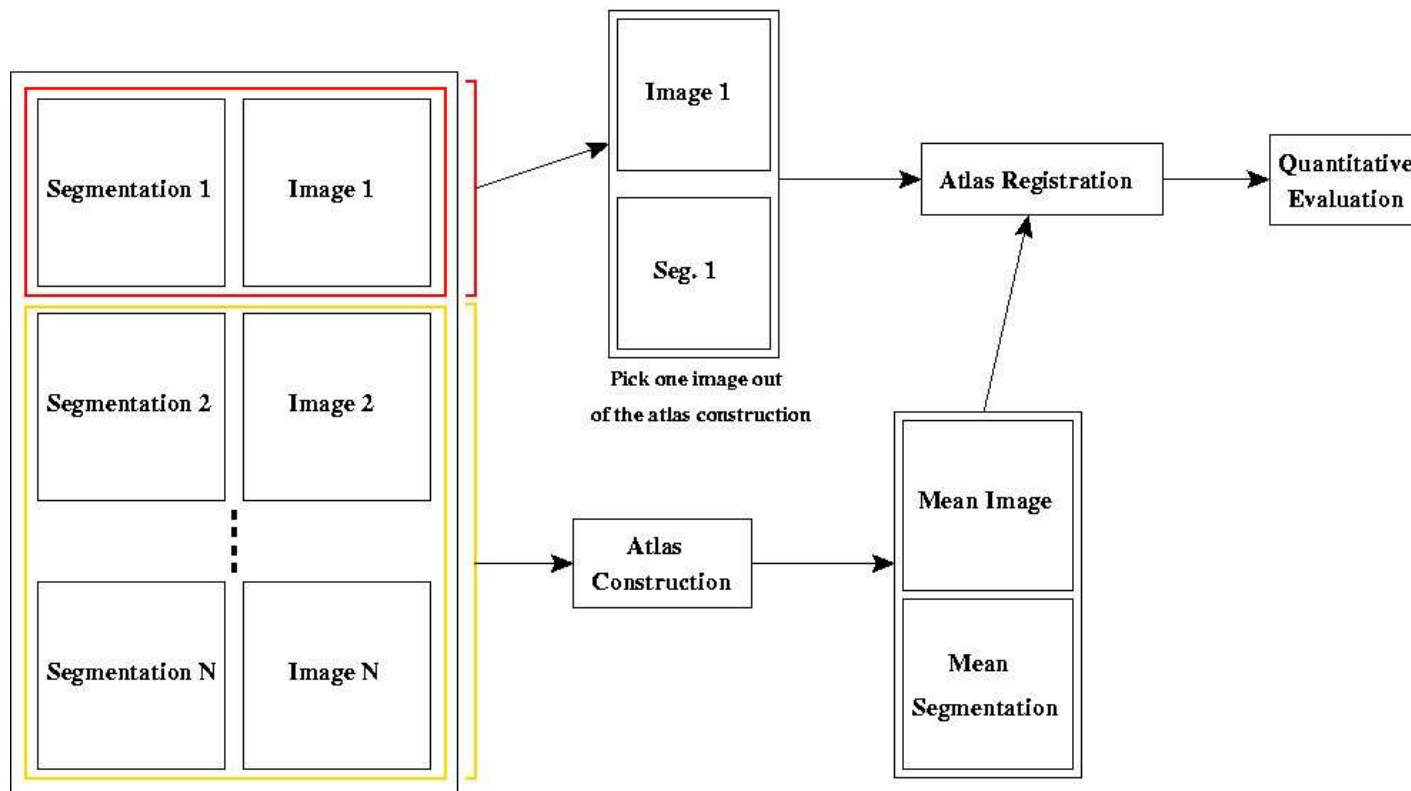 Segmentation 1
Image 1
Segmentation 2
Image 2
Segmentation N
Image N
Image 1
Seg. 1
Pick one image out
of the atlas construction
Atlas
Construction
Mean Image
Mean
Segmentation
Atlas Registration
Quantitative
Evaluation